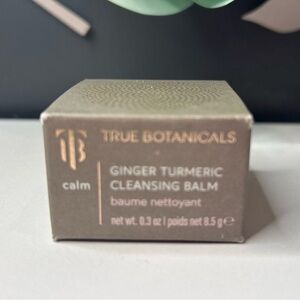 TB
TRUE BOTANICALS
calm
GINGER TURMERIC
CLEANSING BALM
baume nettoyant
net wt. 0.3 oz | poids net 8.5 g ℮